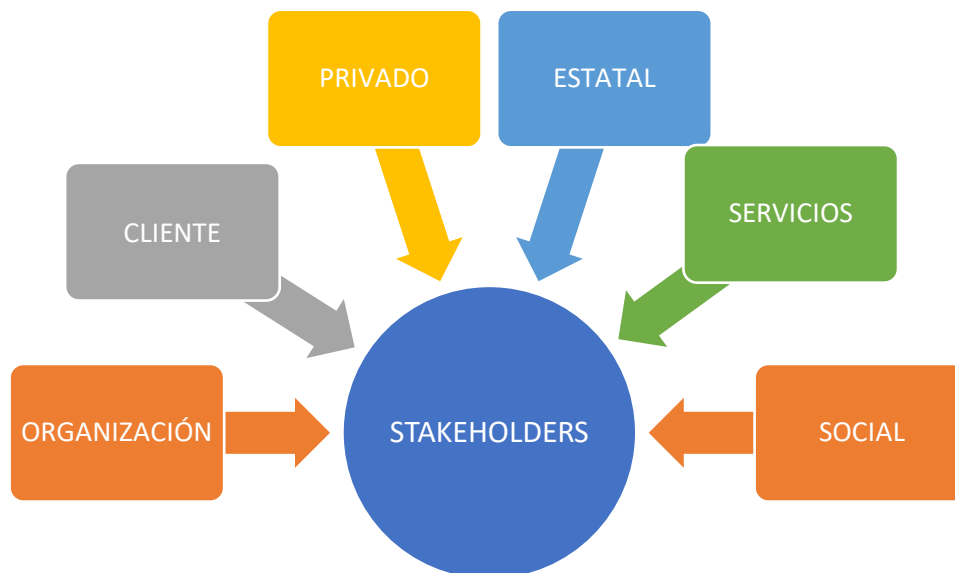 PRIVADO
ESTATAL
CLIENTE
SERVICIOS
ORGANIZACIÓN
STAKEHOLDERS
SOCIAL